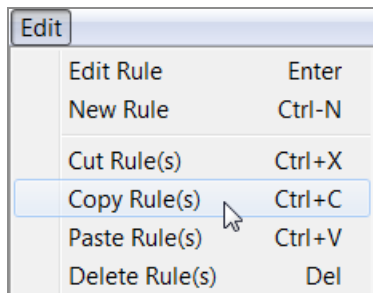 Edit
Edit Rule Enter
New Rule Ctrl-N
Cut Rule(s) Ctrl+X
Copy Rule(s) Ctrl+C
Paste Rule(s) Ctrl+V
Delete Rule(s) Del